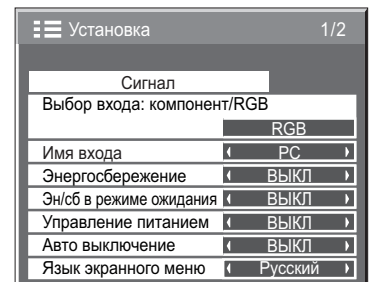 Установка 1/2
Сигнал
Выбор входа: компонент/RGB
RGB
Имя входа PC
Энергосбережение ВЫКЛ
Эн/сб в режиме ожидания ВЫКЛ
Управление питанием ВЫКЛ
Авто выключение ВЫКЛ
Язык экранного меню Русский